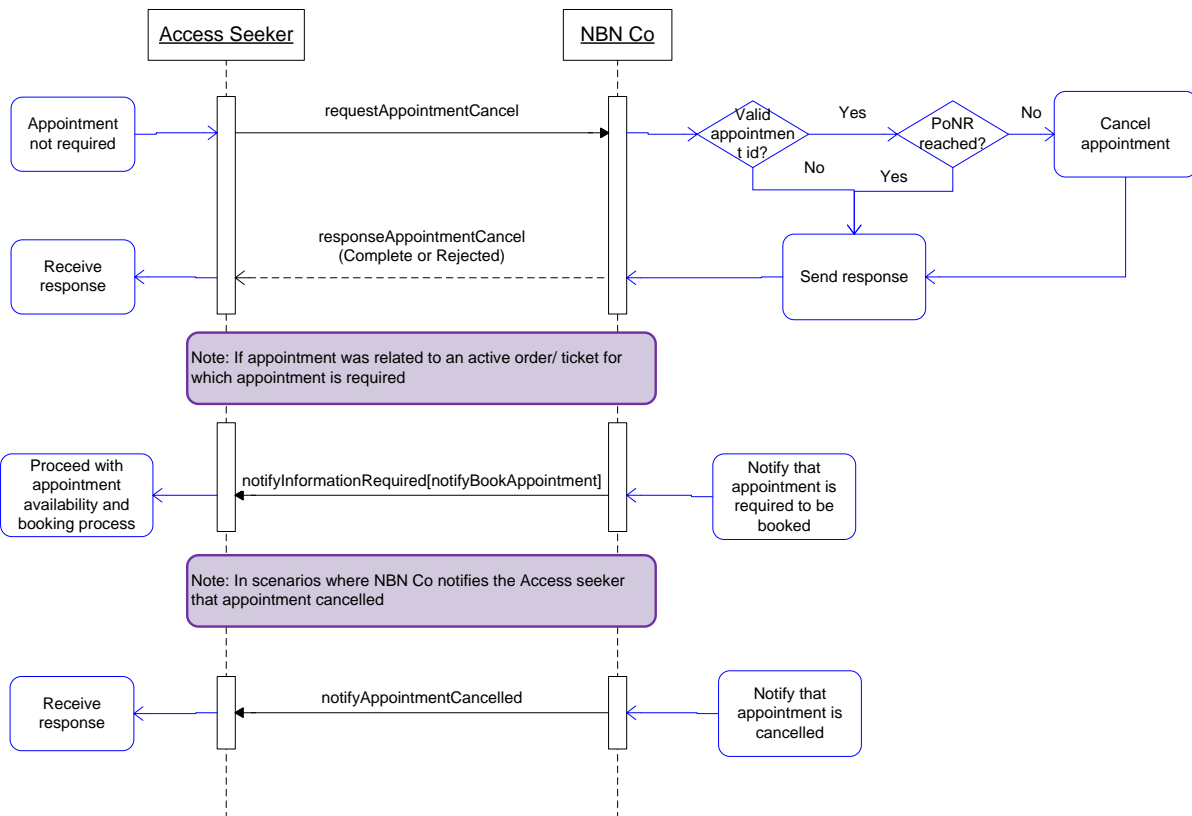 Access Seeker
NBN Co
Appointment
not required
requestAppointmentCancel
Valid
appointmen
t id?
Yes
PoNR
reached?
No
Cancel
appointment
No
Yes
responseAppointmentCancel
(Complete or Rejected)
Receive
response
Send response
Note: If appointment was related to an active order/ ticket for
which appointment is required
Proceed with
appointment
availability and
booking process
notifyInformationRequired[notifyBookAppointment]
Notify that
appointment is
required to be
booked
Note: In scenarios where NBN Co notifies the Access seeker
that appointment cancelled
Receive
response
notifyAppointmentCancelled
Notify that
appointment is
cancelled